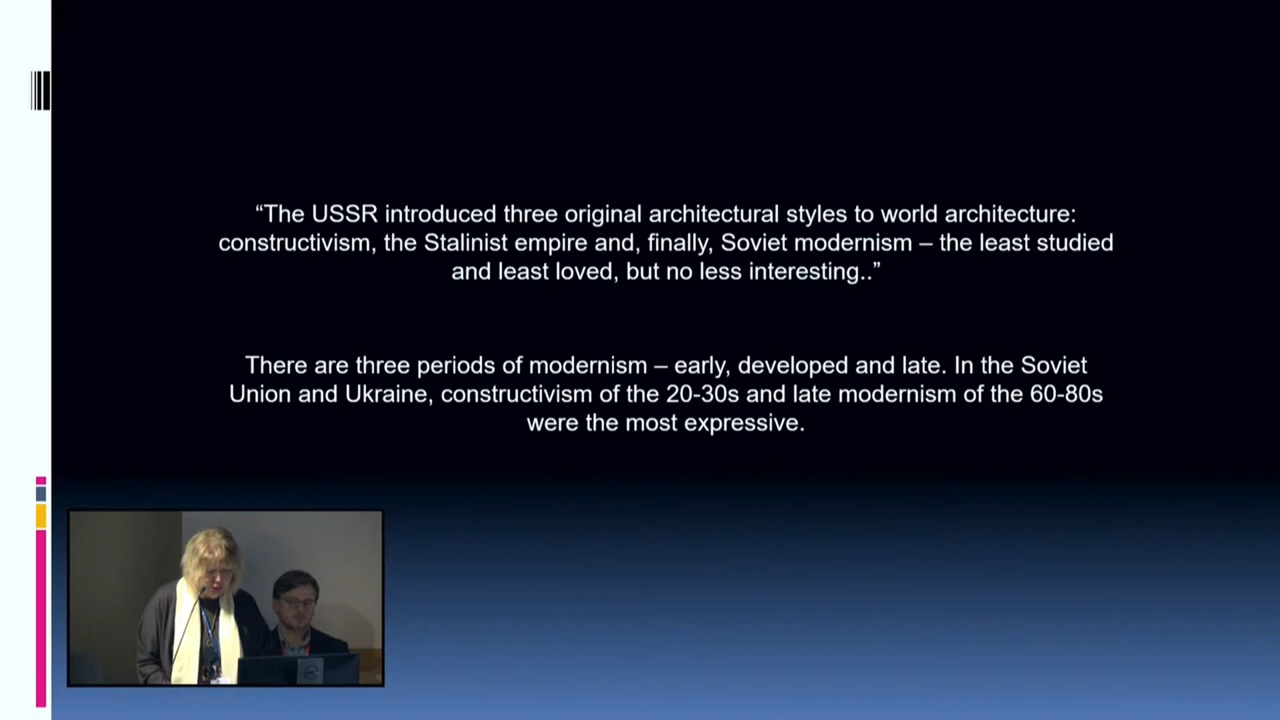 “The USSR introduced three original architectural styles to world architecture:
constructivism, the Stalinist empire and, finally, Soviet modernism – the least studied
and least loved, but no less interesting..”
There are three periods of modernism – early, developed and late. In the Soviet
Union and Ukraine, constructivism of the 20-30s and late modernism of the 60-80s
were the most expressive.